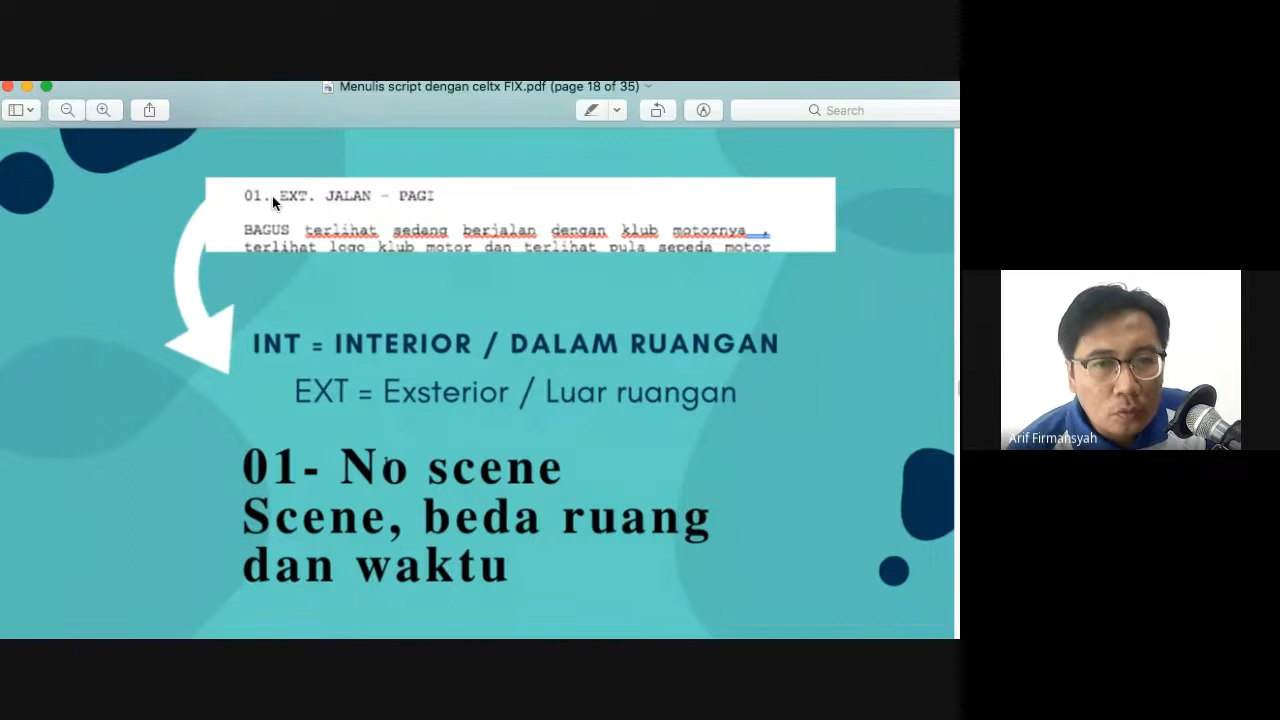 Menulis script dengan celtx FIX.pdf (page 18 of 35)
Search
01. EXT. JALAN – PAGI
BAGUS terlihat sedang berjalan dengan klub motornya ,
terlihat logo klub motor dan terlihat pula sepeda motor
INT = INTERIOR / DALAM RUANGAN
EXT = Exsterior / Luar ruangan
01- No scene
Scene, beda ruang
dan waktu
Arif Firmansyah